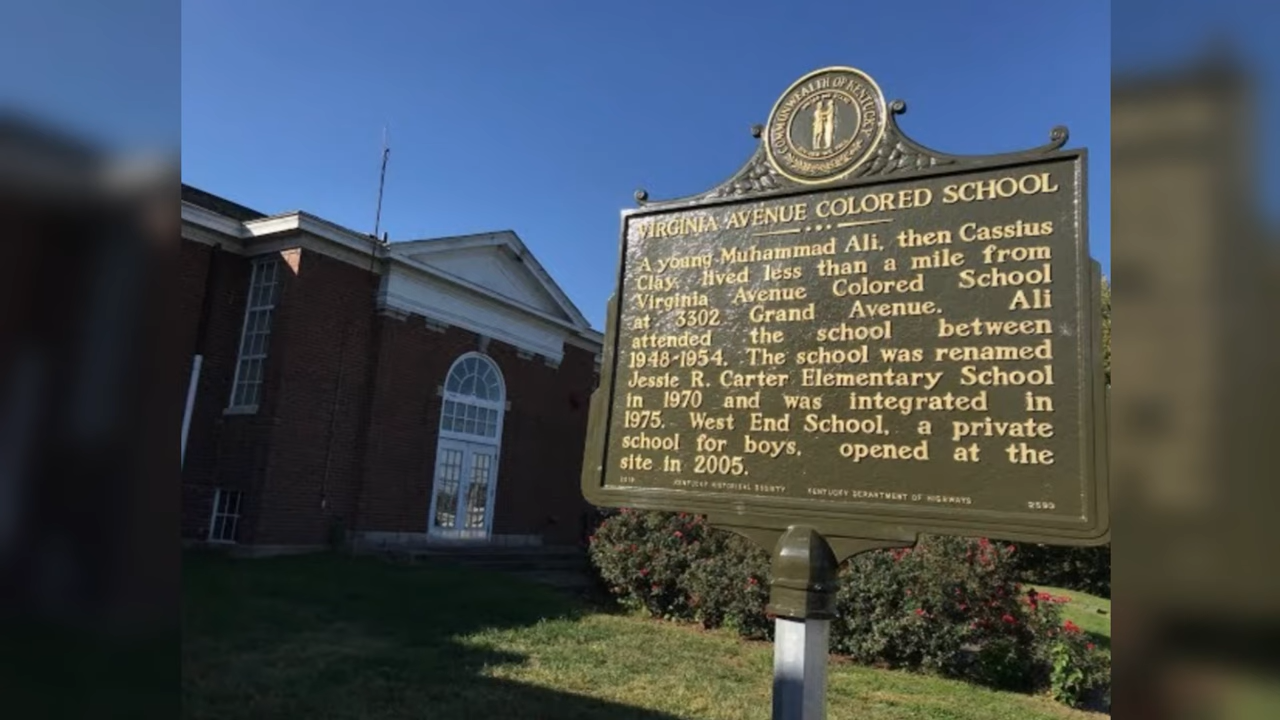 COMMONWEALTH OF KENTUCKY
VIRGINIA AVENUE COLORED SCHOOL
A young Muhammad Ali, then Cassius
Clay, lived less than a mile from
Virginia Avenue Colored School
at 3302 Grand Avenue. Ali
attended the school between
1948-1954. The school was renamed
Jessie R. Carter Elementary School
in 1970 and was integrated in
1975. West End School, a private
school for boys, opened at the
site in 2005.
KENTUCKY HISTORICAL SOCIETY KENTUCKY DEPARTMENT OF HIGHWAYS 2593